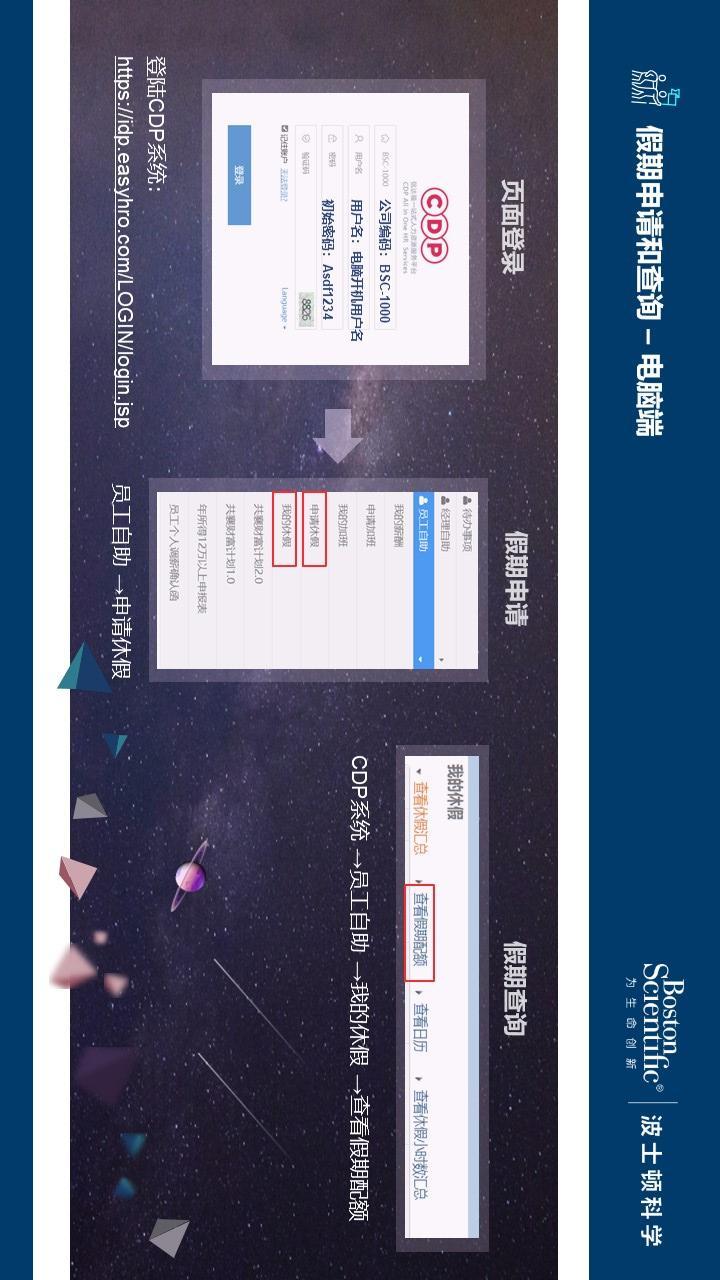 假期申请和查询 – 电脑端
Boston
Scientific®
为生命创新
波士顿科学
页面登录
CDP
CDP All in One HR Services
BSC-1000 公司编码：BSC-1000
用户名 用户名：电脑开机用户名
密码 初始密码：Asdf1234
验证码 8826
记住账户 无法登录?
Language
登录
登陆CDP系统：
https://idp.easyhro.com/LOGIN/login.jsp
假期申请
待办事项
经理自助
员工自助
我的薪酬
申请加班
我的加班
申请休假
我的休假
共襄财富计划2.0
共襄财富计划1.0
年所得12万以上申报表
员工个人调薪确认函
员工自助 →申请休假
假期查询
我的休假
查看休假汇总
查看假期配额
查看日历
查看休假小时数汇总
CDP系统 →员工自助 →我的休假 →查看假期配额